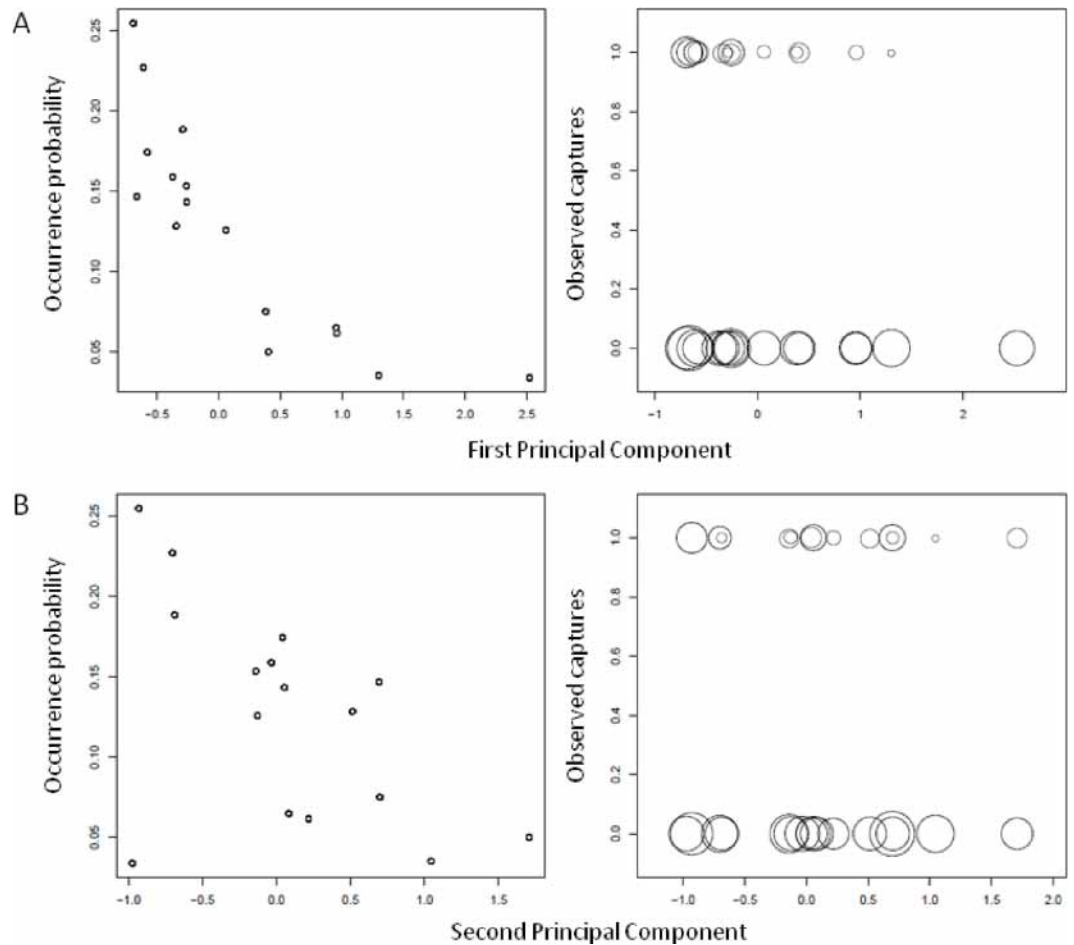 A
Occurrence probability
0.25
0.20
0.15
0.10
0.05
−0.5 0.0 0.5 1.0 1.5 2.0 2.5
Observed captures
1.0
0.8
0.6
0.4
0.2
0.0
−1 0 1 2
First Principal Component
B
Occurrence probability
0.25
0.20
0.15
0.10
0.05
−1.0 −0.5 0.0 0.5 1.0 1.5
Observed captures
1.0
0.8
0.6
0.4
0.2
0.0
−1.0 −0.5 0.0 0.5 1.0 1.5 2.0
Second Principal Component